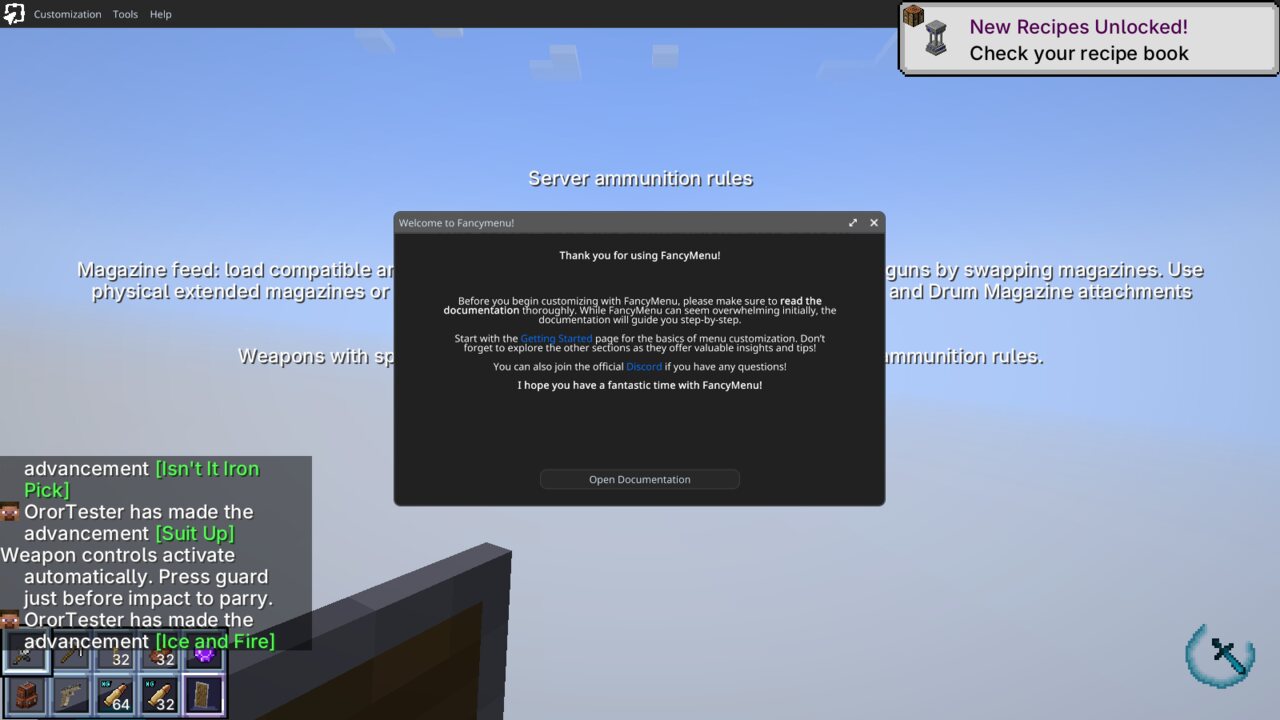 Customization Tools Help
New Recipes Unlocked!
Check your recipe book
Server ammunition rules
Welcome to Fancymenu!
Thank you for using FancyMenu!
Magazine feed: load compatible
guns by swapping magazines. Use
physical extended magazines or
and Drum Magazine attachments
Before you begin customizing with FancyMenu, please make sure to read the
documentation thoroughly. While FancyMenu can seem overwhelming initially, the
documentation will guide you step-by-step.
Start with the Getting Started page for the basics of menu customization. Don't
forget to explore the other sections as they offer valuable insights and tips!
Weapons with
ammunition rules.
You can also join the official Discord if you have any questions!
I hope you have a fantastic time with FancyMenu!
Open Documentation
advancement [Isn't It Iron
Pick]
OrorTester has made the
advancement [Suit Up]
Weapon controls activate
automatically. Press guard
just before impact to parry.
OrorTester has made the
advancement [Ice and Fire]
32 32
64 32